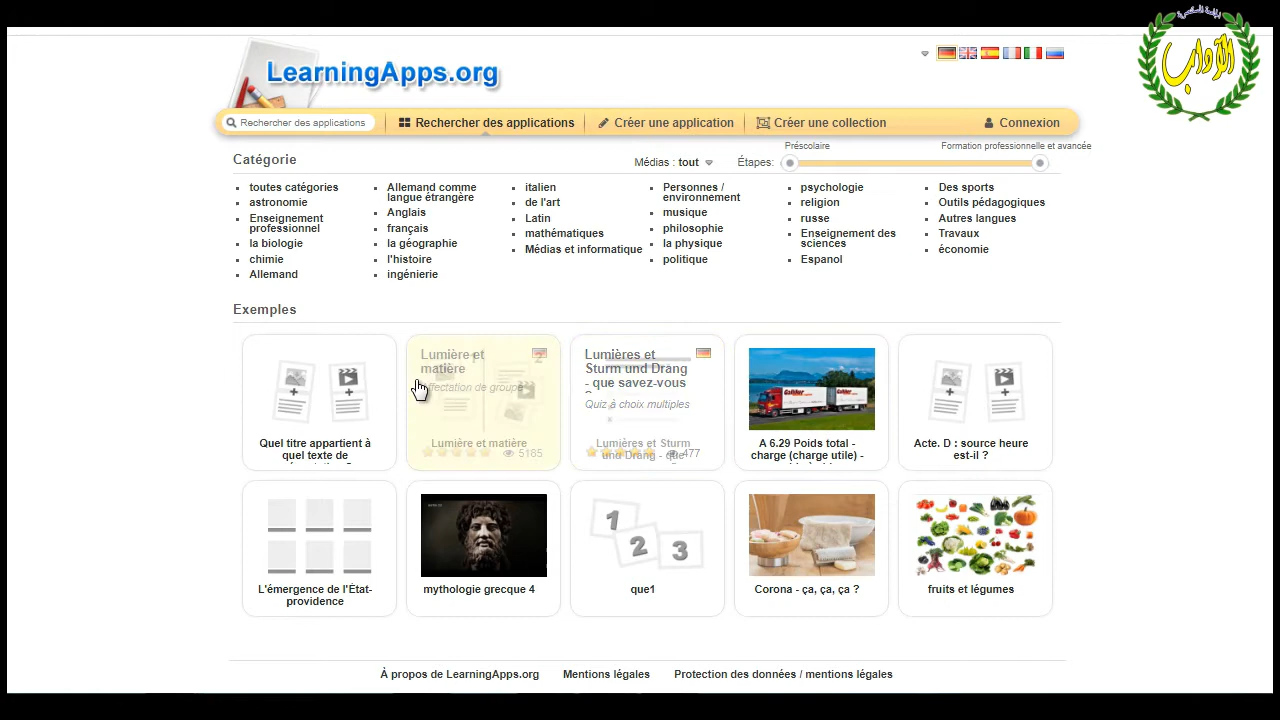 الجامعة المستنصرية
الآداب
LearningApps.org
Rechercher des applications
Rechercher des applications
Créer une application
Créer une collection
Connexion
Catégorie
Médias : tout
Étapes:
Préscolaire
Formation professionnelle et avancée
toutes catégories
astronomie
Enseignement
professionnel
la biologie
chimie
Allemand
Allemand comme
langue étrangère
Anglais
français
la géographie
l'histoire
ingénierie
italien
de l'art
Latin
mathématiques
Médias et informatique
Personnes /
environnement
musique
philosophie
la physique
politique
psychologie
religion
russe
Enseignement des
sciences
Espanol
Des sports
Outils pédagogiques
Autres langues
Travaux
économie
Exemples
Quel titre appartient à
quel texte de
Lumière et
matière
affectation de groupe
Lumière et matière
5185
Lumières et
Sturm und Drang
- que savez-vous
Quiz à choix multiples
Lumières et Sturm
und Drang - que
477
A 6.29 Poids total -
charge (charge utile) -
Acte. D : source heure
est-il ?
L'émergence de l'État-
providence
mythologie grecque 4
1
2
3
que1
Corona - ça, ça, ça ?
fruits et légumes
À propos de LearningApps.org
Mentions légales
Protection des données / mentions légales